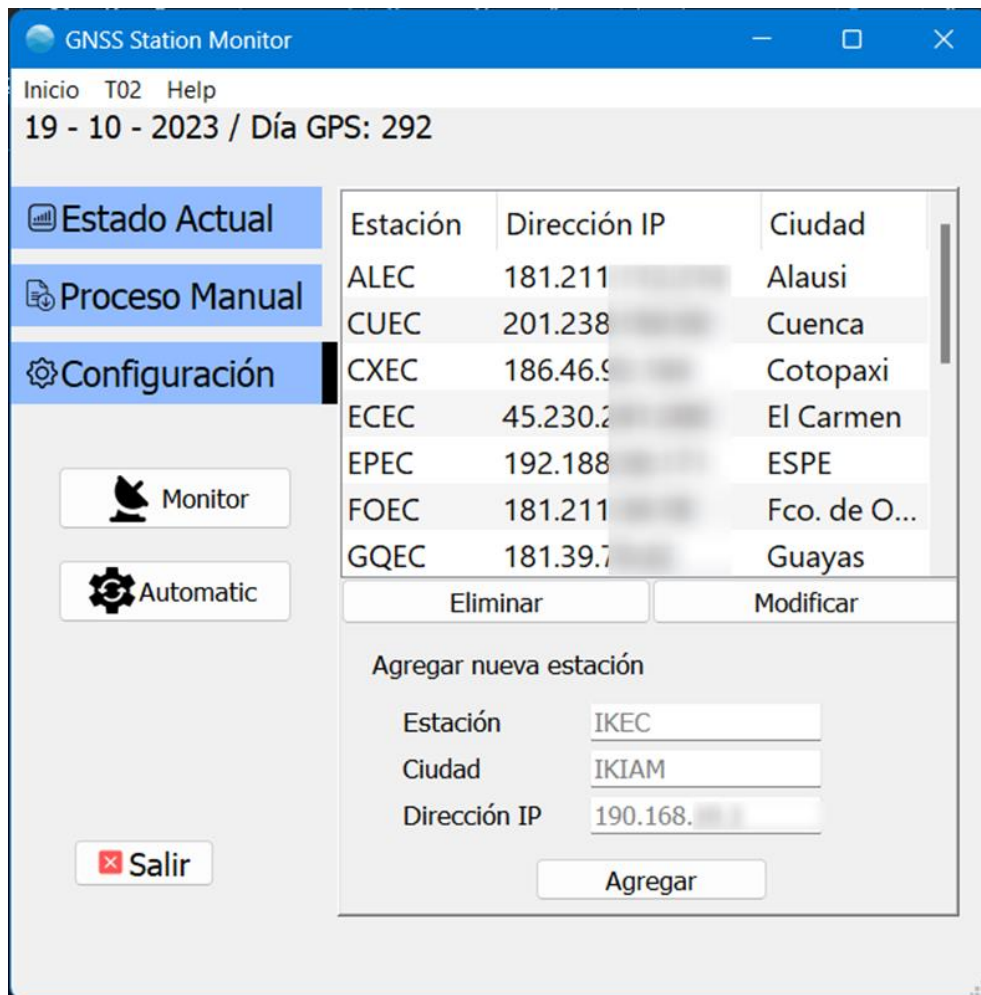 GNSS Station Monitor
Inicio T02 Help
19 - 10 - 2023 / Día GPS: 292
Estado Actual
Proceso Manual
Configuración
Monitor
Automatic
Salir
Estación Dirección IP Ciudad
ALEC 181.211 Alausi
CUEC 201.238 Cuenca
CXEC 186.46. Cotopaxi
ECEC 45.230. El Carmen
EPEC 192.188 ESPE
FOEC 181.211 Fco. de O...
GQEC 181.39. Guayas
Eliminar Modificar
Agregar nueva estación
Estación IKEC
Ciudad IKIAM
Dirección IP 190.168.
Agregar